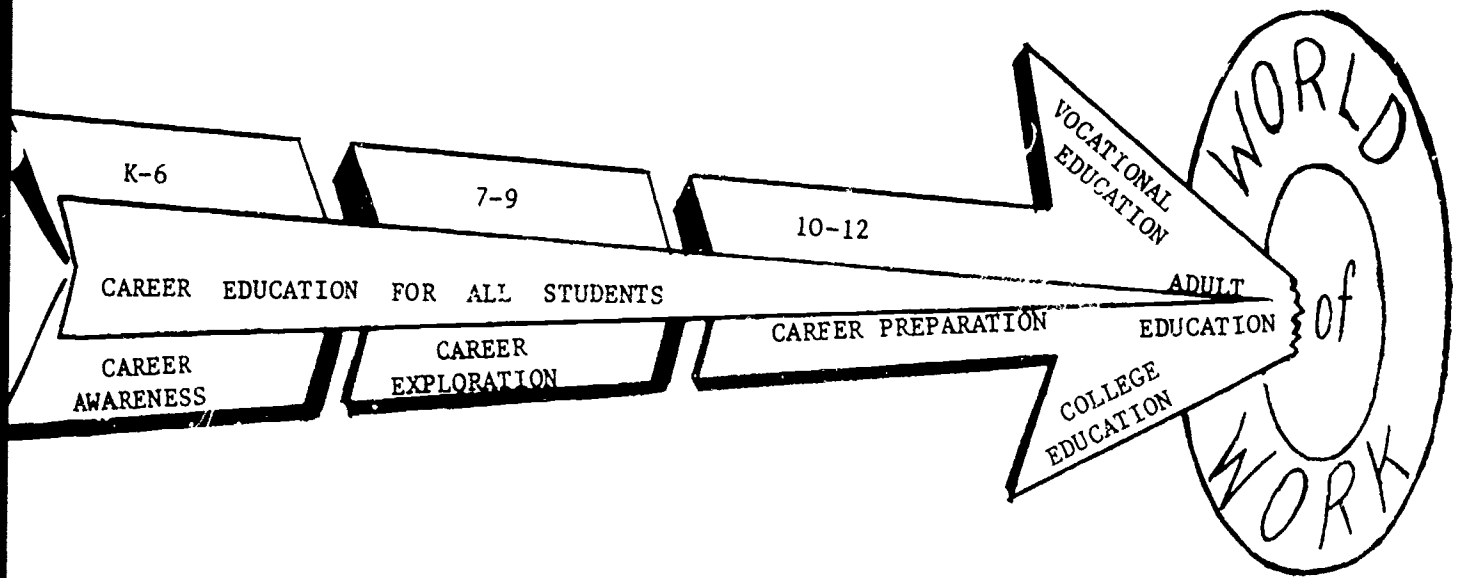 K-6
7-9
10-12
CAREER EDUCATION FOR ALL STUDENTS
CAREER
AWARENESS
CAREER
EXPLORATION
CAREER PREPARATION
VOCATIONAL
EDUCATION
ADULT
EDUCATION
COLLEGE
EDUCATION
WORLD
of
WORK